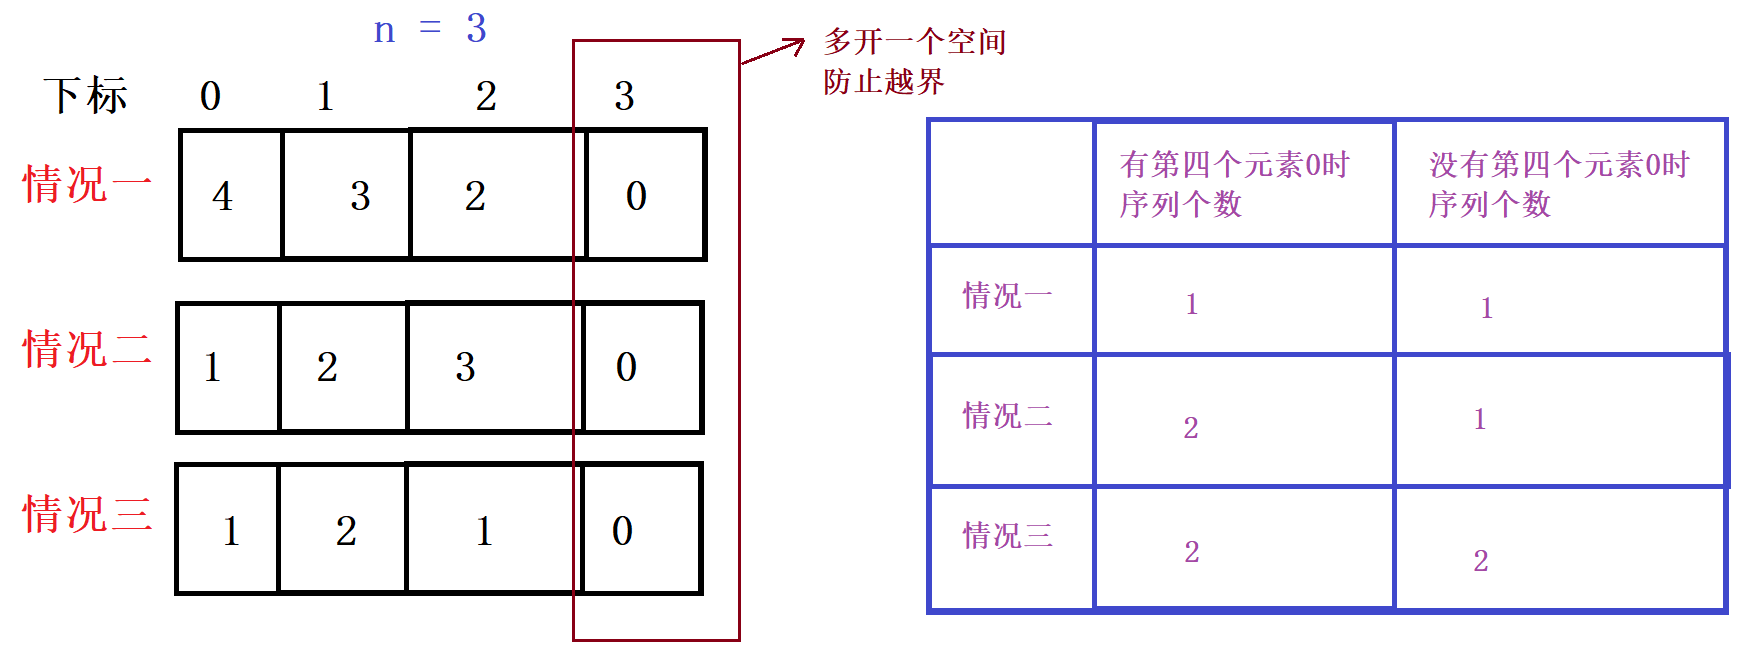 n = 3
多开一个空间
防止越界
下标 0 1 2 3
情况一 4 3 2 0
情况二 1 2 3 0
情况三 1 2 1 0
有第四个元素0时
序列个数
没有第四个元素0时
序列个数
情况一 1 1
情况二 2 1
情况三 2 2